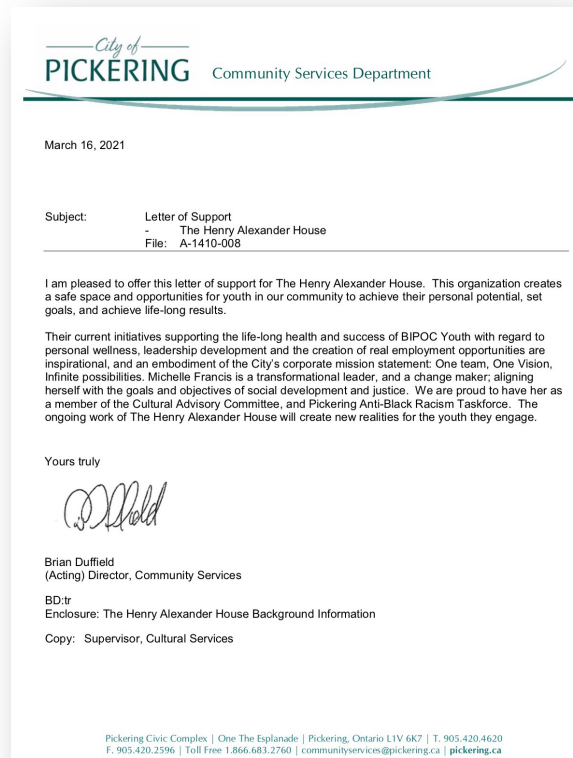 City of
PICKERING
Community Services Department
March 16, 2021
Subject: Letter of Support
- The Henry Alexander House
File: A-1410-008
I am pleased to offer this letter of support for The Henry Alexander House. This organization creates
a safe space and opportunities for youth in our community to achieve their personal potential, set
goals, and achieve life-long results.
Their current initiatives supporting the life-long health and success of BIPOC Youth with regard to
personal wellness, leadership development and the creation of real employment opportunities are
inspirational, and an embodiment of the City's corporate mission statement: One team, One Vision,
Infinite possibilities. Michelle Francis is a transformational leader, and a change maker; aligning
herself with the goals and objectives of social development and justice. We are proud to have her as
a member of the Cultural Advisory Committee, and Pickering Anti-Black Racism Taskforce. The
ongoing work of The Henry Alexander House will create new realities for the youth they engage.
Yours truly
Brian Duffield
(Acting) Director, Community Services
BD:tr
Enclosure: The Henry Alexander House Background Information
Copy: Supervisor, Cultural Services
Pickering Civic Complex | One The Esplanade | Pickering, Ontario L1V 6K7 | T. 905.420.4620
F. 905.420.2596 | Toll Free 1.866.683.2760 | communityservices@pickering.ca | pickering.ca